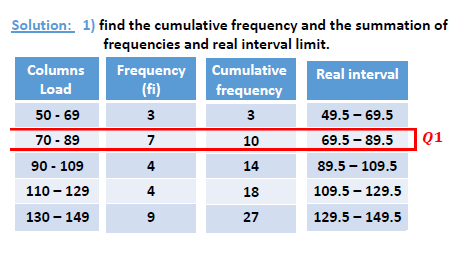 Solution: 1) find the cumulative frequency and the summation of
frequencies and real interval limit.
Columns Load Frequency (fi) Cumulative frequency Real interval
50 - 69 3 3 49.5 – 69.5
70 - 89 7 10 69.5 – 89.5 Q1
90 - 109 4 14 89.5 – 109.5
110 – 129 4 18 109.5 – 129.5
130 – 149 9 27 129.5 – 149.5